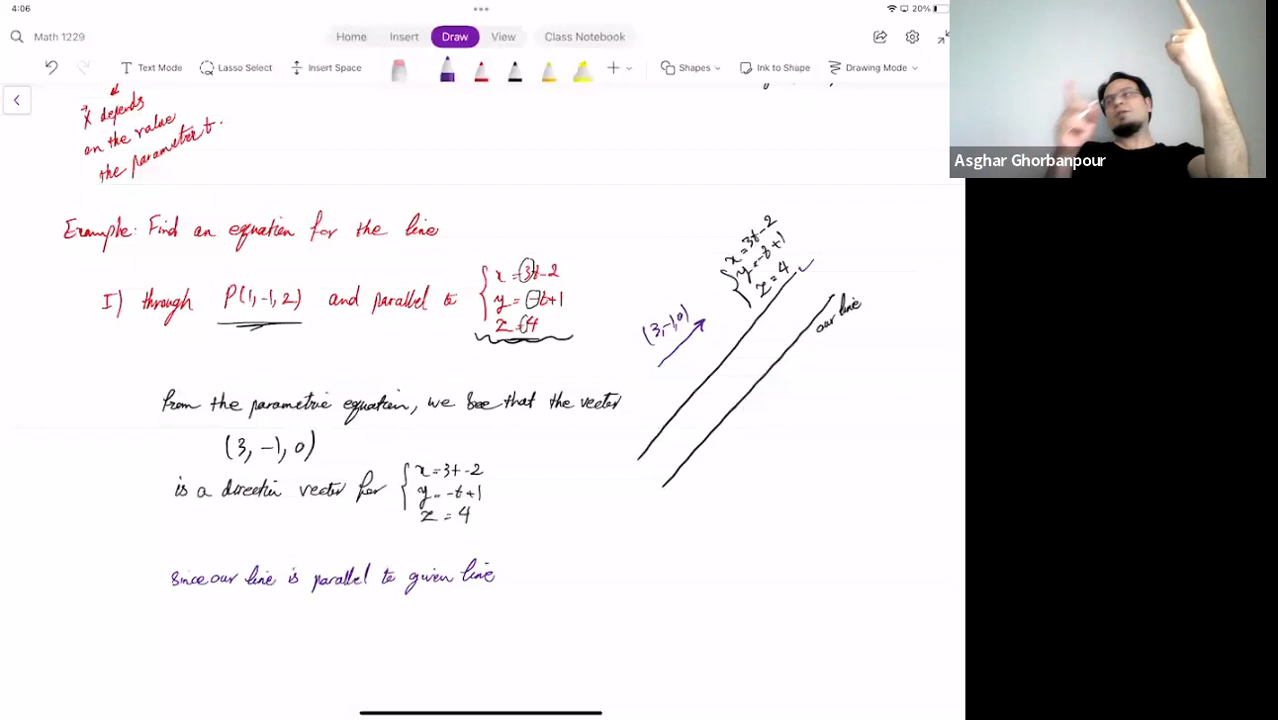 4:06
20%
Math 1229
Home Insert Draw View Class Notebook
Text Mode Lasso Select Insert Space Shapes Ink to Shape Drawing Mode
x depends
on the value
the parameter t.
Example: Find an equation for the line
I) through P(1,-1,2) and parallel to
x = 3t-2
y = -t+1
z = 4
x = 3t-2
y = -t+1
z = 4
(3,-1,0)
our line
From the parametric equation, we see that the vector
(3, -1, 0)
is a direction vector for
x = 3t-2
y = -t+1
z = 4
since our line is parallel to given line
Asghar Ghorbanpour